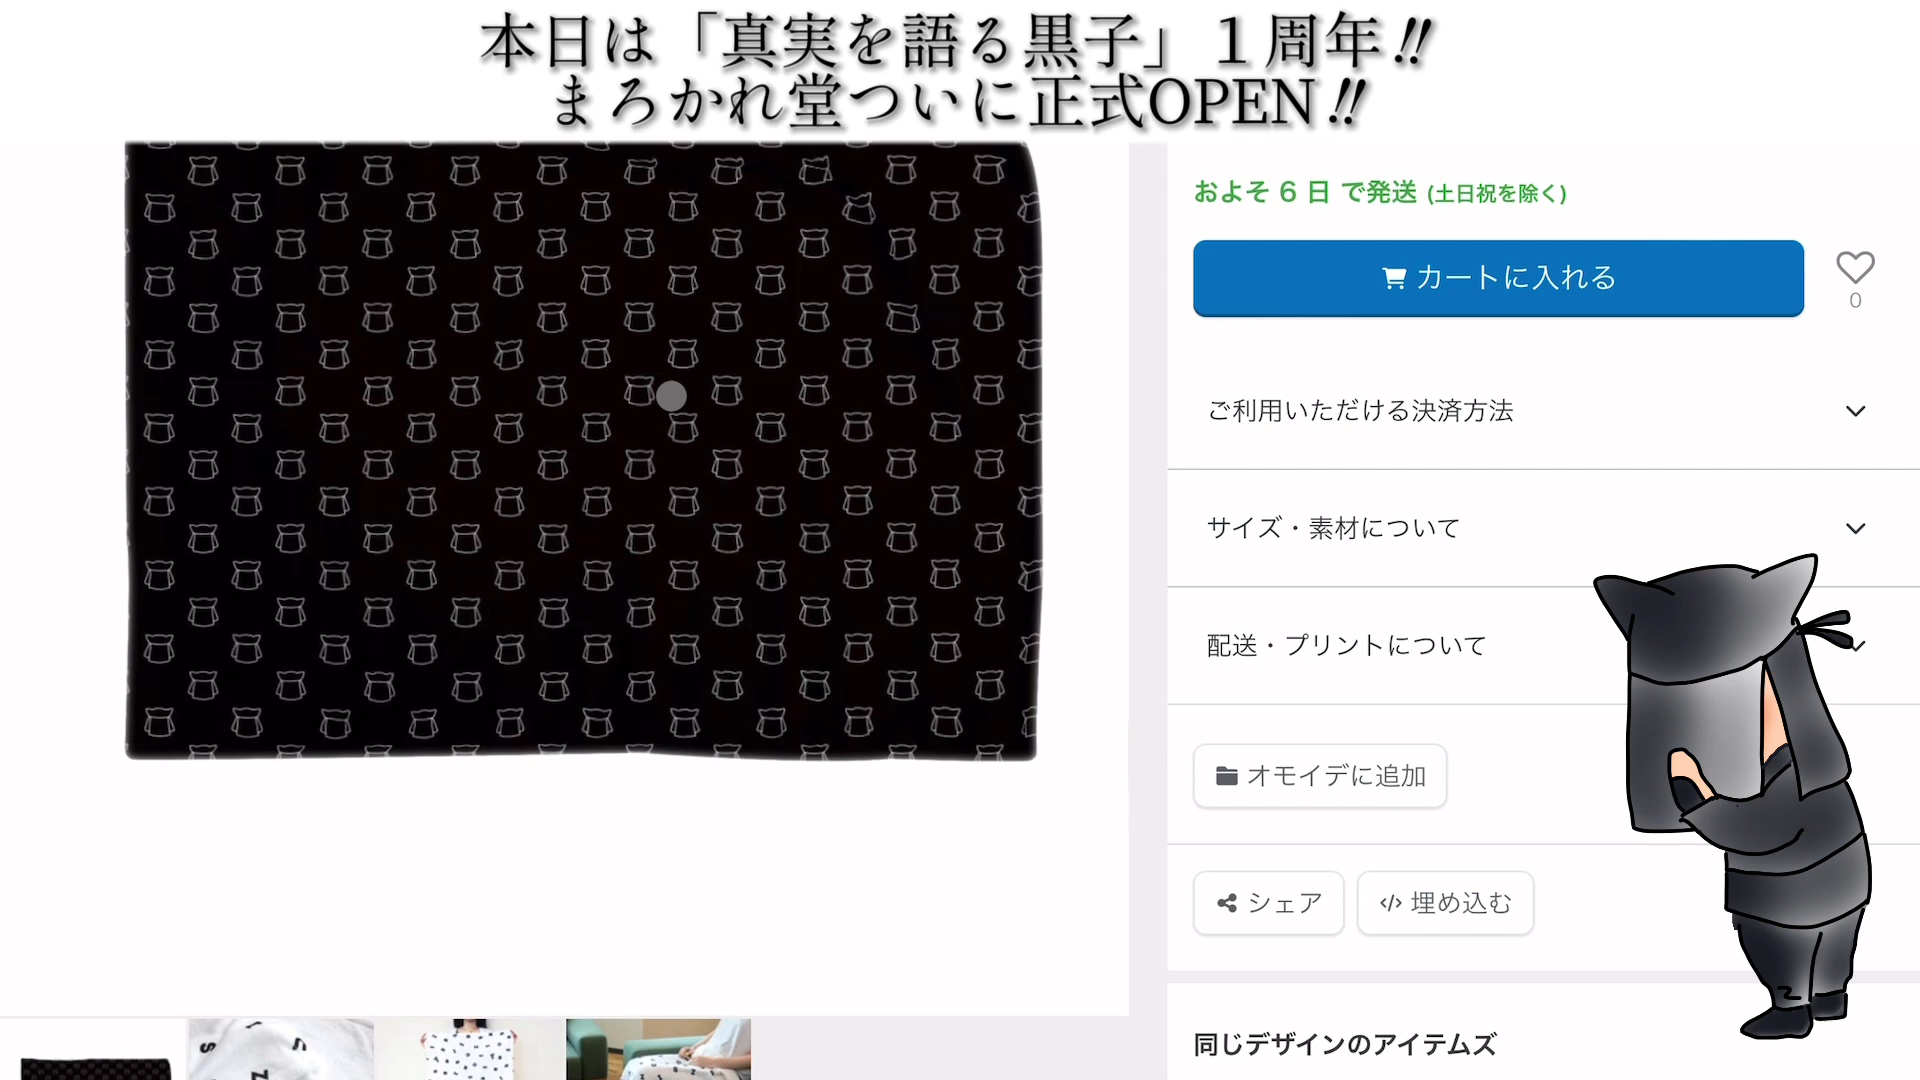 本日は「真実を語る黒子」１周年!!
まろかれ堂ついに正式OPEN!!
およそ 6 日 で発送 (土日祝を除く)
カートに入れる
0
ご利用いただける決済方法
サイズ・素材について
配送・プリントについて
オモイデに追加
シェア
埋め込む
同じデザインのアイテムズ